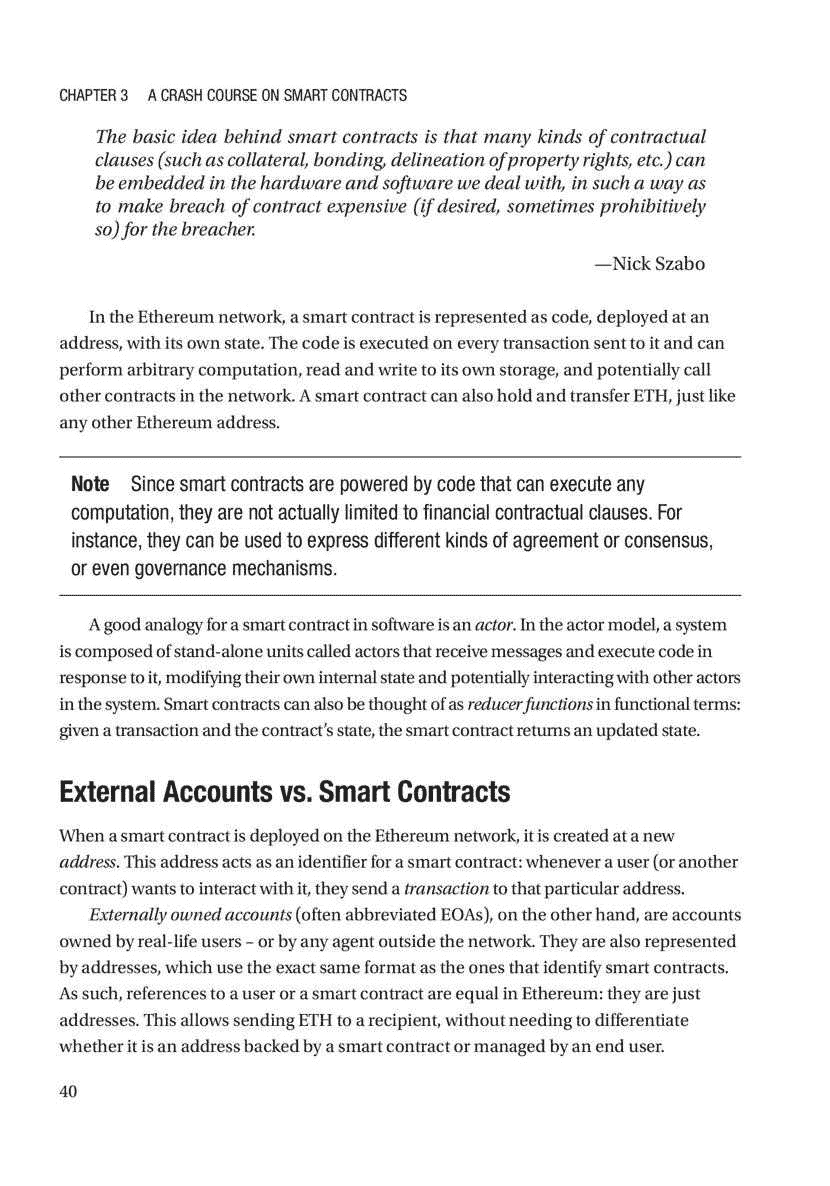 CHAPTER 3 A CRASH COURSE ON SMART CONTRACTS
The basic idea behind smart contracts is that many kinds of contractual
clauses (such as collateral, bonding, delineation of property rights, etc.) can
be embedded in the hardware and software we deal with, in such a way as
to make breach of contract expensive (if desired, sometimes prohibitively
so) for the breacher.
—Nick Szabo
In the Ethereum network, a smart contract is represented as code, deployed at an
address, with its own state. The code is executed on every transaction sent to it and can
perform arbitrary computation, read and write to its own storage, and potentially call
other contracts in the network. A smart contract can also hold and transfer ETH, just like
any other Ethereum address.
Note Since smart contracts are powered by code that can execute any
computation, they are not actually limited to financial contractual clauses. For
instance, they can be used to express different kinds of agreement or consensus,
or even governance mechanisms.
A good analogy for a smart contract in software is an actor. In the actor model, a system
is composed of stand-alone units called actors that receive messages and execute code in
response to it, modifying their own internal state and potentially interacting with other actors
in the system. Smart contracts can also be thought of as reducer functions in functional terms:
given a transaction and the contract's state, the smart contract returns an updated state.
External Accounts vs. Smart Contracts
When a smart contract is deployed on the Ethereum network, it is created at a new
address. This address acts as an identifier for a smart contract: whenever a user (or another
contract) wants to interact with it, they send a transaction to that particular address.
Externally owned accounts (often abbreviated EOAs), on the other hand, are accounts
owned by real-life users – or by any agent outside the network. They are also represented
by addresses, which use the exact same format as the ones that identify smart contracts.
As such, references to a user or a smart contract are equal in Ethereum: they are just
addresses. This allows sending ETH to a recipient, without needing to differentiate
whether it is an address backed by a smart contract or managed by an end user.
40